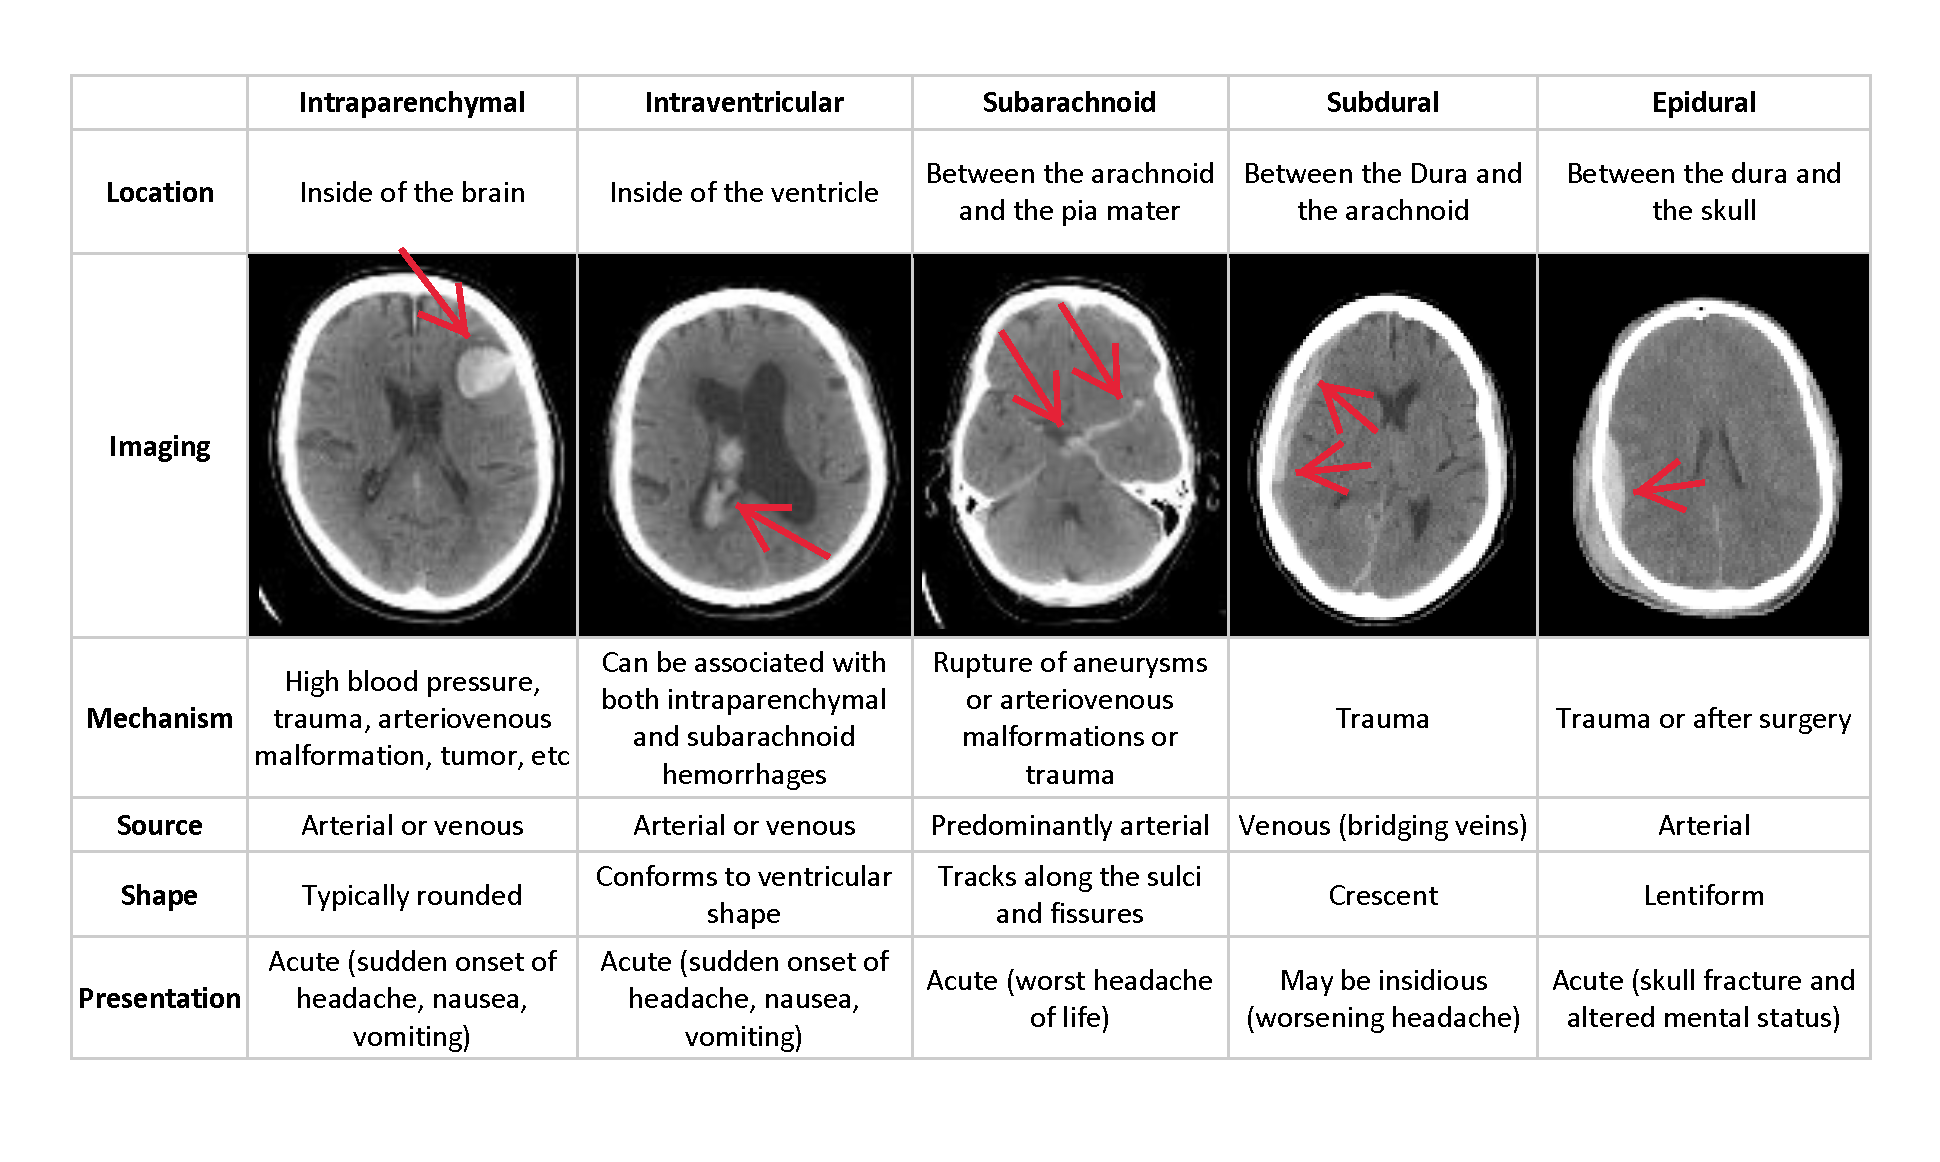 Intraparenchymal
Intraventricular
Subarachnoid
Subdural
Epidural
Location
Inside of the brain
Inside of the ventricle
Between the arachnoid
and the pia mater
Between the Dura and
the arachnoid
Between the dura and
the skull
Imaging
Mechanism
High blood pressure,
trauma, arteriovenous
malformation, tumor, etc
Can be associated with
both intraparenchymal
and subarachnoid
hemorrhages
Rupture of aneurysms
or arteriovenous
malformations or
trauma
Trauma
Trauma or after surgery
Source
Arterial or venous
Arterial or venous
Predominantly arterial
Venous (bridging veins)
Arterial
Shape
Typically rounded
Conforms to ventricular
shape
Tracks along the sulci
and fissures
Crescent
Lentiform
Presentation
Acute (sudden onset of
headache, nausea,
vomiting)
Acute (sudden onset of
headache, nausea,
vomiting)
Acute (worst headache
of life)
May be insidious
(worsening headache)
Acute (skull fracture and
altered mental status)